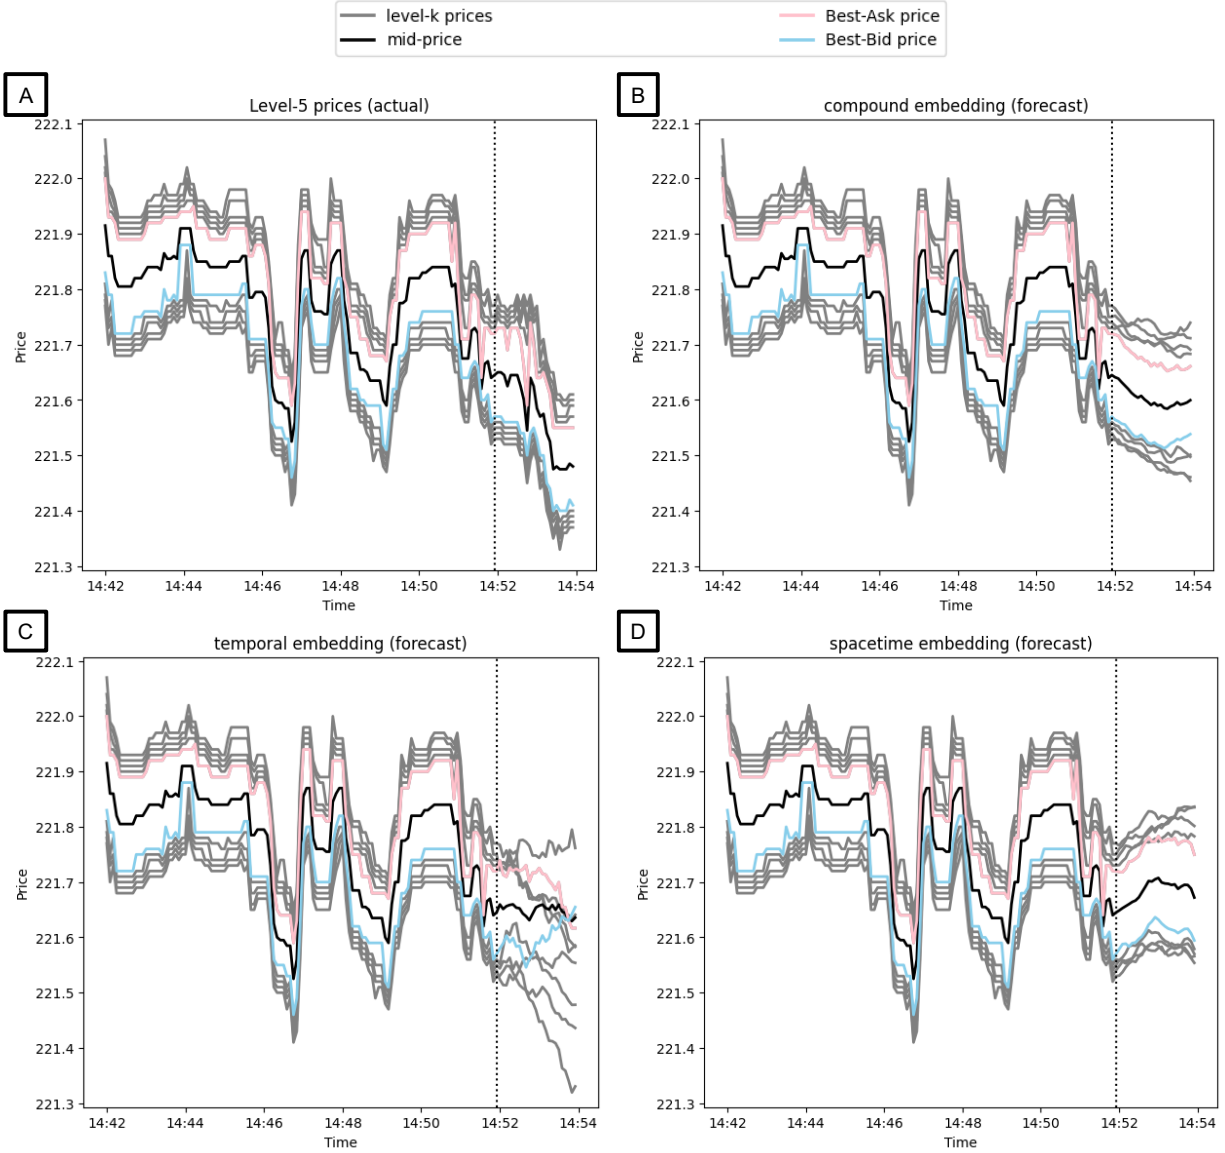 level-k prices
mid-price
Best-Ask price
Best-Bid price
A
Level-5 prices (actual)
222.1
222.0
221.9
221.8
221.7
221.6
221.5
221.4
221.3
Price
14:42 14:44 14:46 14:48 14:50 14:52 14:54
Time
B
compound embedding (forecast)
222.1
222.0
221.9
221.8
221.7
221.6
221.5
221.4
221.3
Price
14:42 14:44 14:46 14:48 14:50 14:52 14:54
Time
C
temporal embedding (forecast)
222.1
222.0
221.9
221.8
221.7
221.6
221.5
221.4
221.3
Price
14:42 14:44 14:46 14:48 14:50 14:52 14:54
Time
D
spacetime embedding (forecast)
222.1
222.0
221.9
221.8
221.7
221.6
221.5
221.4
221.3
Price
14:42 14:44 14:46 14:48 14:50 14:52 14:54
Time